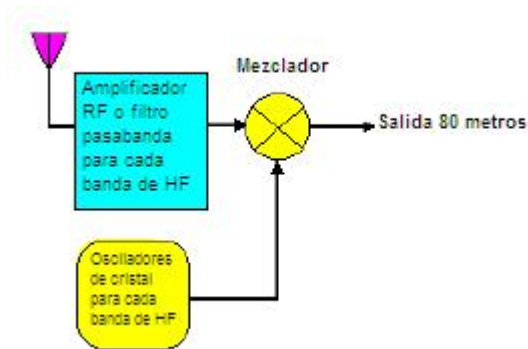 Mezclador
Amplificador
RF o filtro
pasabanda
para cada
banda de HF
Salida 80 metros
Osciladores
de cristal
para cada
banda de HF